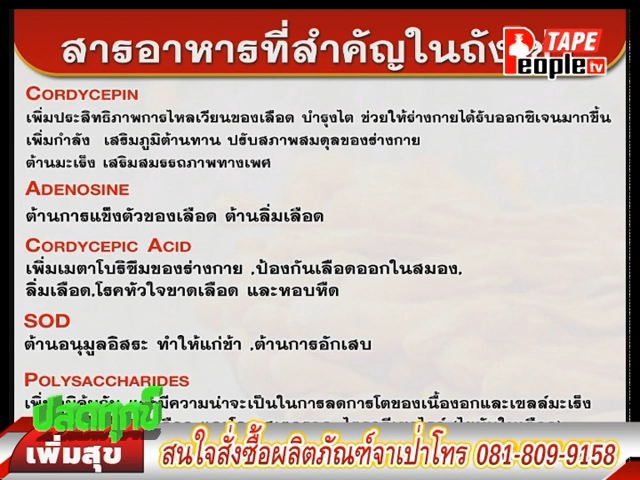 สารอาหารที่สำคัญในถัง
TAPE
People tv
CORDYCEPIN
เพิ่มประสิทธิภาพการไหลเวียนของเลือด บำรุงไต ช่วยให้ร่างกายได้รับออกซิเจนมากขึ้น
เพิ่มกำลัง เสริมภูมิต้านทาน ปรับสภาพสมดุลของร่างกาย
ต้านมะเร็ง เสริมสมรรถภาพทางเพศ
ADENOSINE
ต้านการแข็งตัวของเลือด ต้านลิ่มเลือด
CORDYCEPIC ACID
เพิ่มเมตาโบริซึมของร่างกาย ,ป้องกันเลือดออกในสมอง,
ลิ่มเลือด,โรคหัวใจขาดเลือด และหอบหืด
SOD
ต้านอนุมูลอิสระ ทำให้แก่ช้า ,ต้านการอักเสบ
POLYSACCHARIDES
มีความน่าจะเป็นในการลดการโตของเนื้องอกและเซลล์มะเร็ง
ปลดทุกข์
เพิ่มสุข
สนใจสั่งซื้อผลิตภัณฑ์จาเป่าโทร 081-809-9158